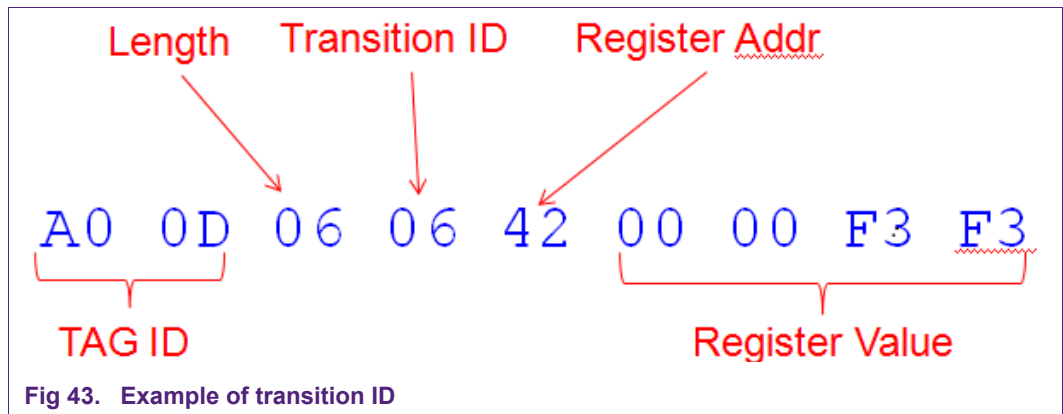 Length Transition ID Register Addr
A0 0D 06 06 42 00 00 F3 F3
TAG ID Register Value
Fig 43. Example of transition ID